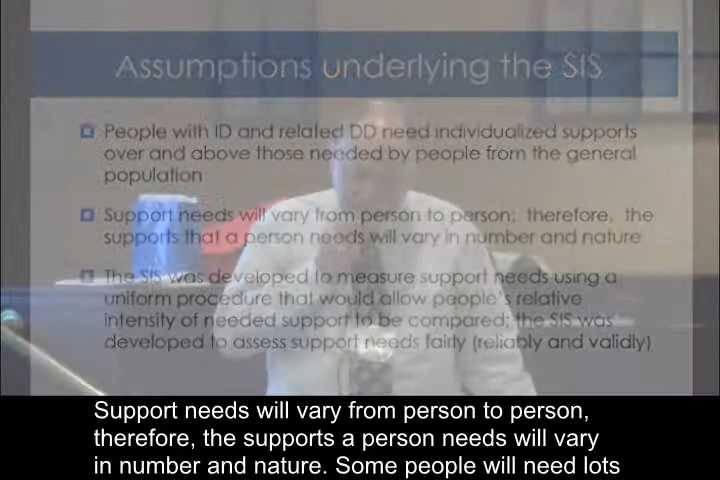 Assumptions underlying the SIS
People with ID and related DD need individualized supports
over and above those needed by people from the general
population
Support needs will vary from person to person; therefore, the
supports that a person needs will vary in number and nature
The SIS was developed to measure support needs using a
uniform procedure that would allow people's relative
intensity of needed support to be compared; the SIS was
developed to assess support needs fairly (reliably and validly)
Support needs will vary from person to person,
therefore, the supports a person needs will vary
in number and nature. Some people will need lots